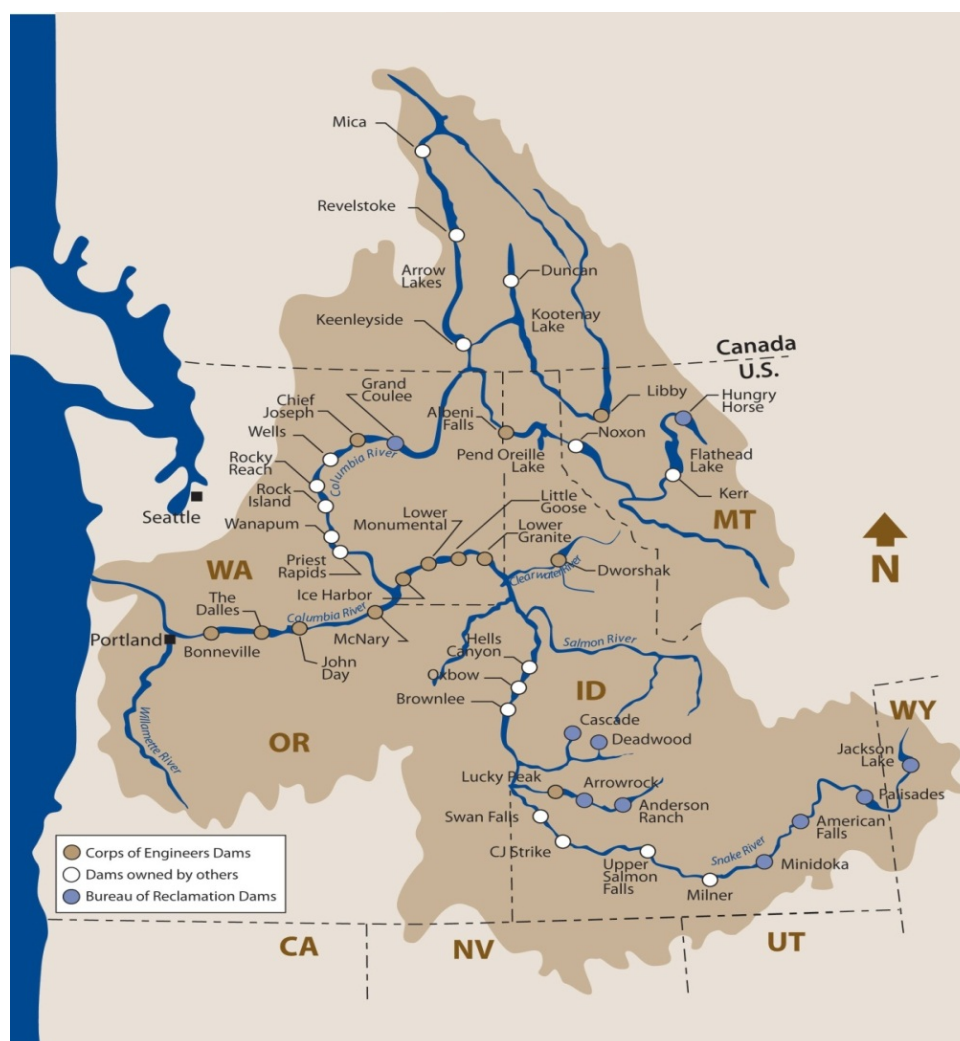 Mica
Revelstoke
Arrow
Lakes
Duncan
Kootenay
Lake
Keenleyside
Canada
U.S.
Grand
Coulee
Chief
Joseph
Albeni
Falls
Libby
Hungry
Horse
Wells
Noxon
Pend Oreille
Lake
Flathead
Lake
Rocky
Reach
Columbia River
Rock
Island
Kerr
Seattle
Little
Goose
Lower
Monumental
Lower
Granite
MT
Wanapum
Priest
Rapids
WA
N
Clearwater River
Dworshak
Ice Harbor
The
Dalles
Columbia River
Portland
Bonneville
John
Day
McNary
Hells
Canyon
Salmon River
Oxbow
ID
Brownlee
Willamette River
OR
Cascade
Deadwood
WY
Jackson
Lake
Lucky Peak
Arrowrock
Anderson
Ranch
Palisades
Swan Falls
American
Falls
CJ Strike
Upper
Salmon
Falls
Snake River
Minidoka
Milner
Corps of Engineers Dams
Dams owned by others
Bureau of Reclamation Dams
CA
NV
UT